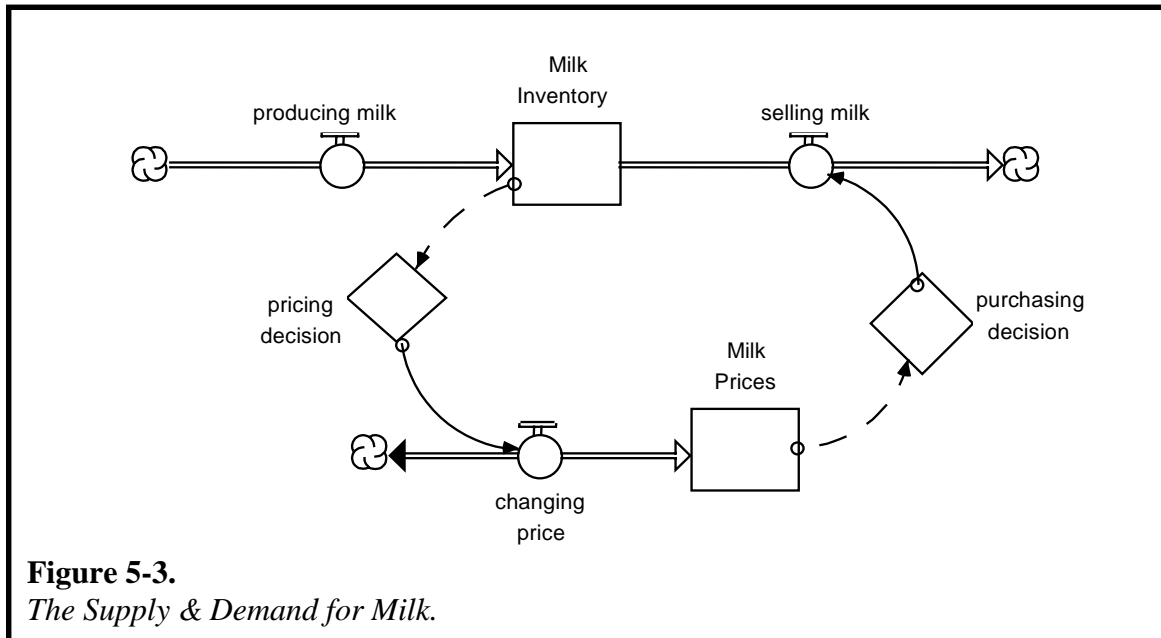 Milk
Inventory
producing milk
selling milk
pricing
decision
purchasing
decision
Milk
Prices
changing
price
Figure 5-3.
The Supply & Demand for Milk.